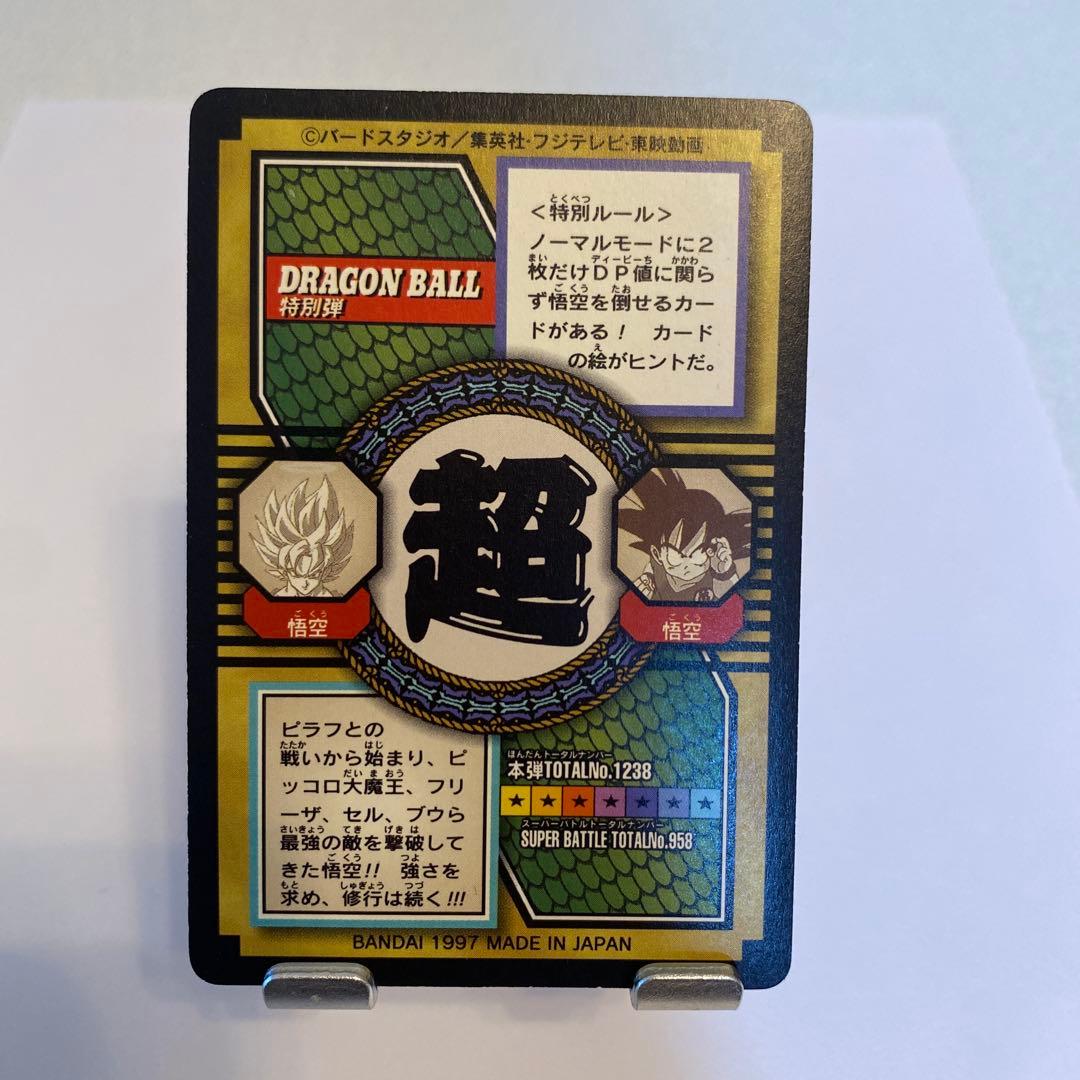 ©バードスタジオ／集英社・フジテレビ・東映動画
DRAGON BALL
特別弾
とくべつ
＜特別ルール＞
ノーマルモードに2
まい ディーピーち かかわ
枚だけDP値に関ら
ごくう たお
ず悟空を倒せるカー
ドがある！ カード
え
の絵がヒントだ。
超
ごくう
悟空
ごくう
悟空
ピラフとの
たたか はじ
戦いから始まり、ピ
だいまおう
ッコロ大魔王、フリ
ーザ、セル、ブウら
さいきょう てき げきは
最強の敵を撃破して
ごくう つよ
きた悟空!! 強さを
もと しゅぎょう つづ
求め、修行は続く!!!
ほんだんトータルナンバー
本弾TOTALNo.1238
スーパーバトルトータルナンバー
SUPER BATTLE TOTALNo.958
BANDAI 1997 MADE IN JAPAN